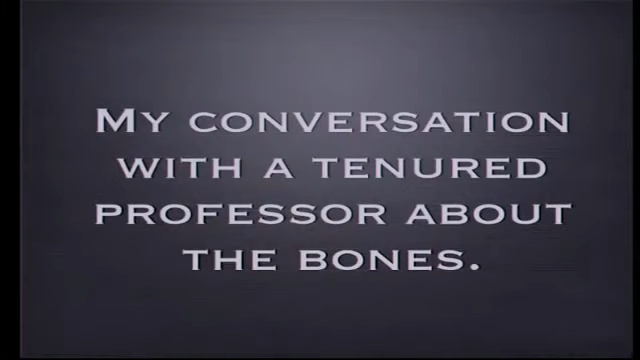 My conversation
with a tenured
professor about
the bones.